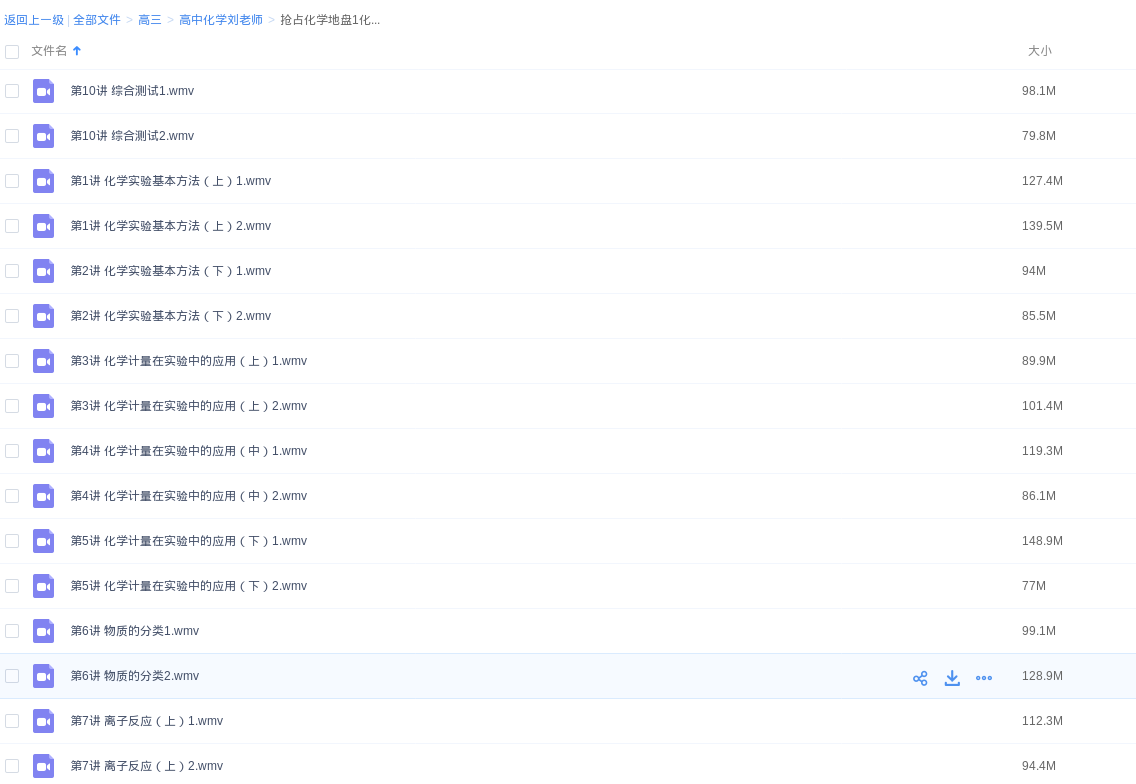 返回上一级 | 全部文件 > 高三 > 高中化学刘老师 > 抢占化学地盘1化...
文件名 大小
第10讲 综合测试1.wmv 98.1M
第10讲 综合测试2.wmv 79.8M
第1讲 化学实验基本方法（上）1.wmv 127.4M
第1讲 化学实验基本方法（上）2.wmv 139.5M
第2讲 化学实验基本方法（下）1.wmv 94M
第2讲 化学实验基本方法（下）2.wmv 85.5M
第3讲 化学计量在实验中的应用（上）1.wmv 89.9M
第3讲 化学计量在实验中的应用（上）2.wmv 101.4M
第4讲 化学计量在实验中的应用（中）1.wmv 119.3M
第4讲 化学计量在实验中的应用（中）2.wmv 86.1M
第5讲 化学计量在实验中的应用（下）1.wmv 148.9M
第5讲 化学计量在实验中的应用（下）2.wmv 77M
第6讲 物质的分类1.wmv 99.1M
第6讲 物质的分类2.wmv 128.9M
第7讲 离子反应（上）1.wmv 112.3M
第7讲 离子反应（上）2.wmv 94.4M